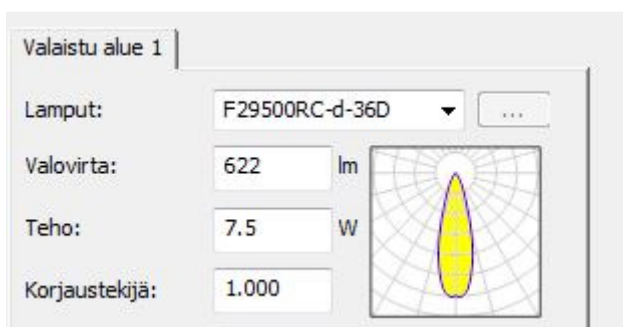 Valaistu alue 1
Lamput: F29500RC-d-36D ...
Valovirta: 622 lm
Teho: 7.5 W
Korjaustekijä: 1.000